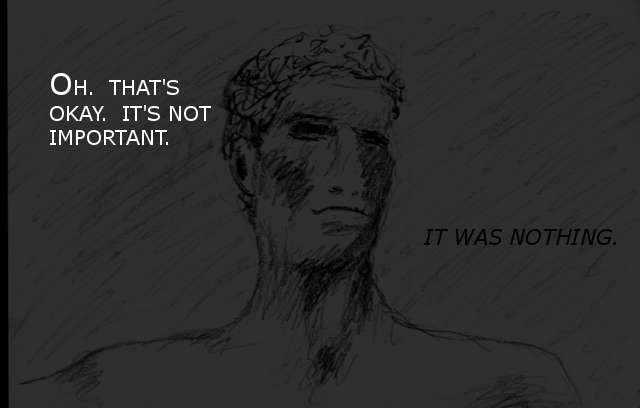 OH. THAT'S
OKAY. IT'S NOT
IMPORTANT.
IT WAS NOTHING.